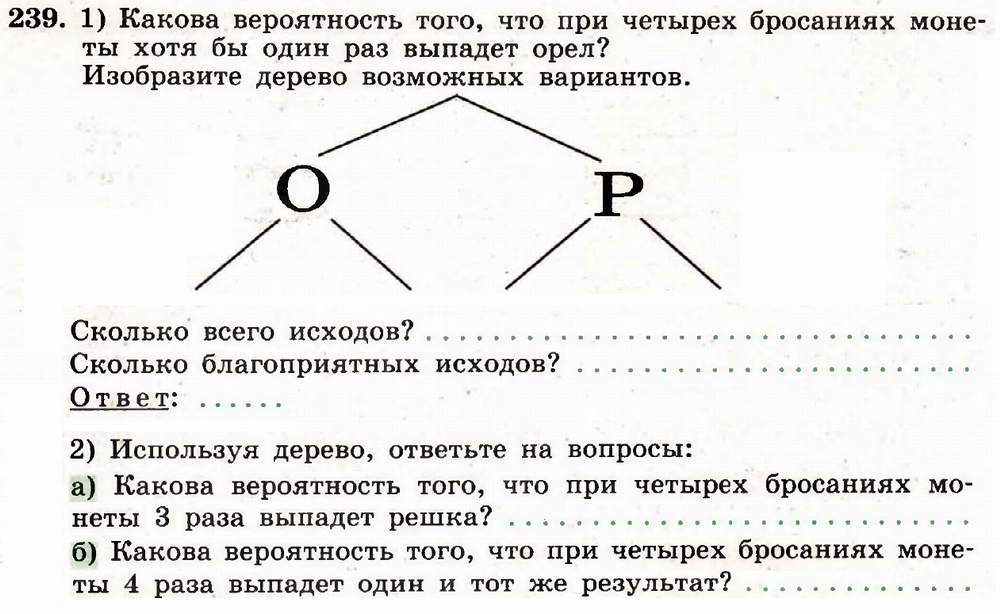 239. 1) Какова вероятность того, что при четырех бросаниях моне-
ты хотя бы один раз выпадет орел?
Изобразите дерево возможных вариантов.
О Р
Сколько всего исходов? ........................
Сколько благоприятных исходов? ...................
Ответ: ......
2) Используя дерево, ответьте на вопросы:
а) Какова вероятность того, что при четырех бросаниях мо-
неты 3 раза выпадет решка? ......................
б) Какова вероятность того, что при четырех бросаниях моне-
ты 4 раза выпадет один и тот же результат? ...........